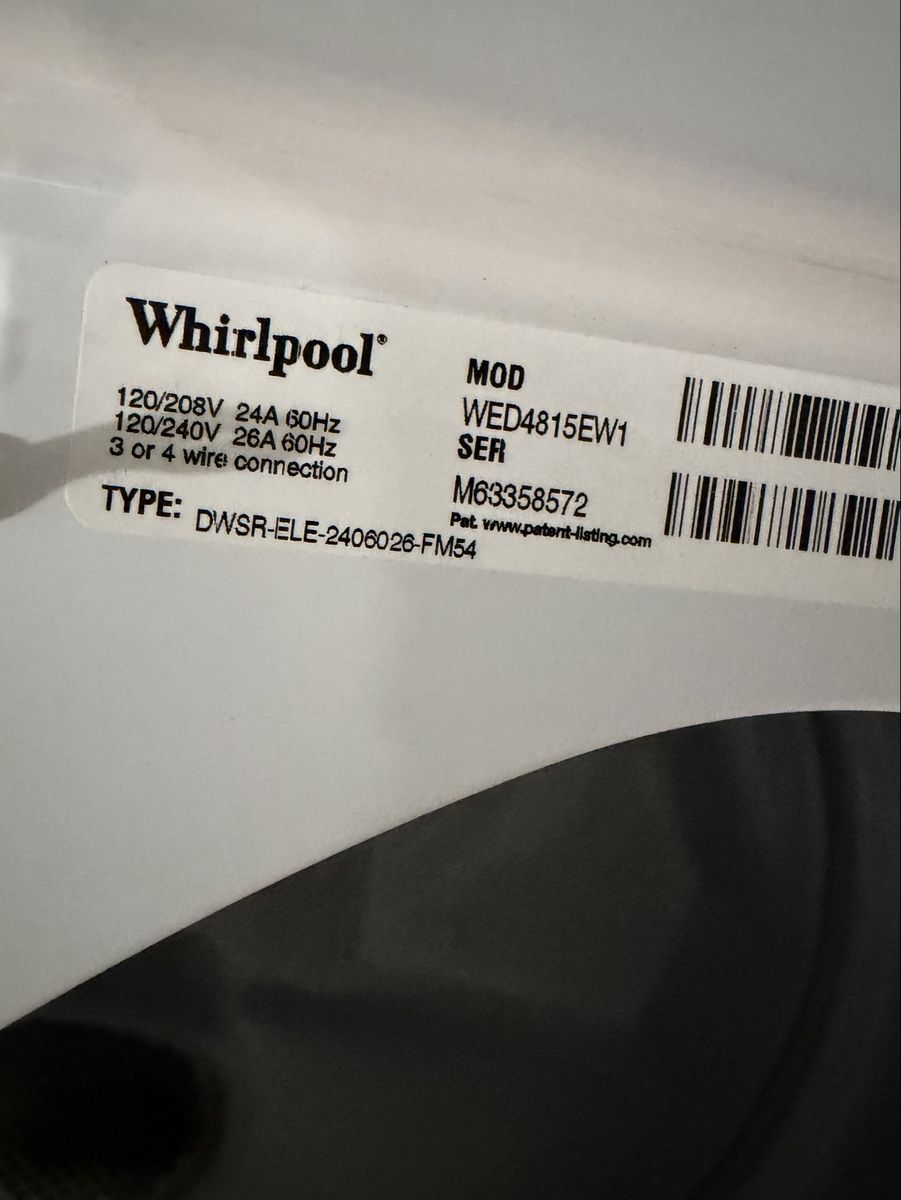 Whirlpool®
120/208V 24A 60Hz
120/240V 26A 60Hz
3 or 4 wire connection
TYPE: DWSR-ELE-2406026-FM54
MOD
WED4815EW1
SER
M63358572
Pat. www.patent-listing.com